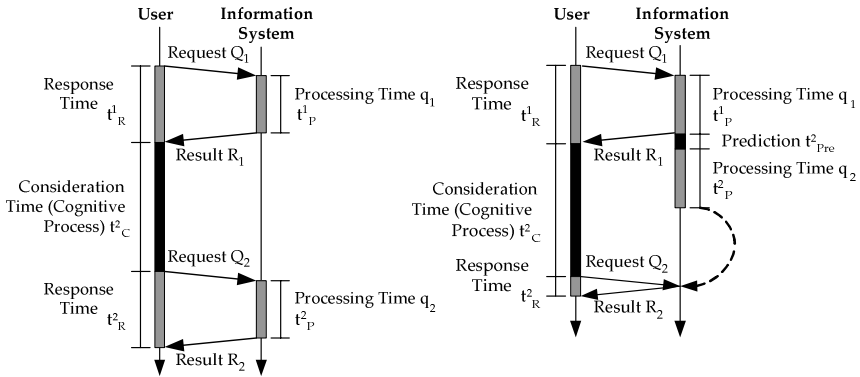 User
Information
System
Request Q1
Response
Time
t1R
Processing Time q1
t1P
Result R1
Consideration
Time (Cognitive
Process) t2C
Request Q2
Response
Time
t2R
Processing Time q2
t2P
Result R2
User
Information
System
Request Q1
Response
Time
t1R
Processing Time q1
t1P
Prediction t2Pre
Result R1
Processing Time q2
t2P
Consideration
Time (Cognitive
Process) t2C
Request Q2
Response
Time
t2R
Result R2